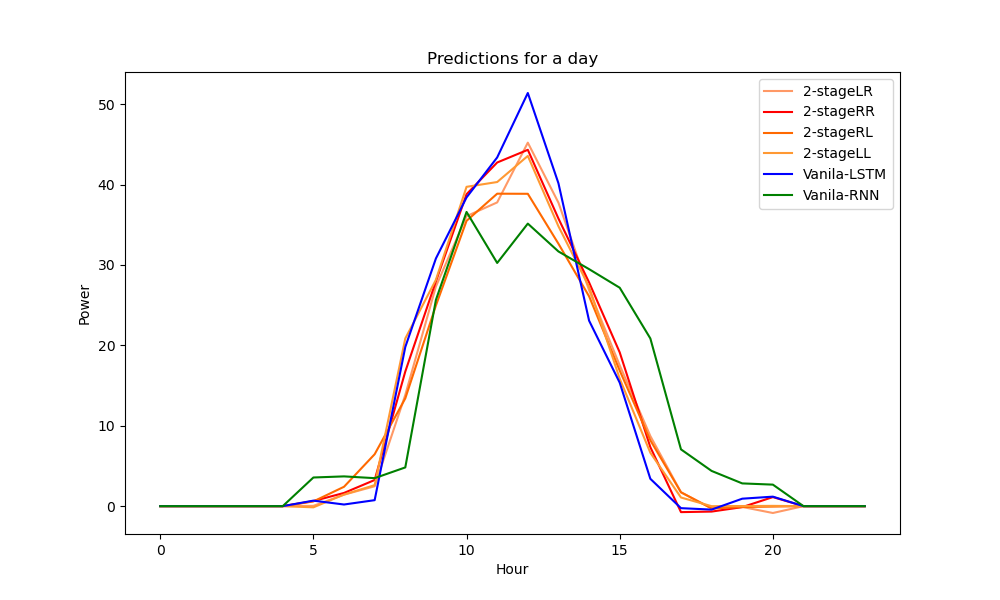 Predictions for a day
2-stageLR
2-stageRR
2-stageRL
2-stageLL
Vanila-LSTM
Vanila-RNN
50
40
30
20
10
0
Power
0 5 10 15 20
Hour